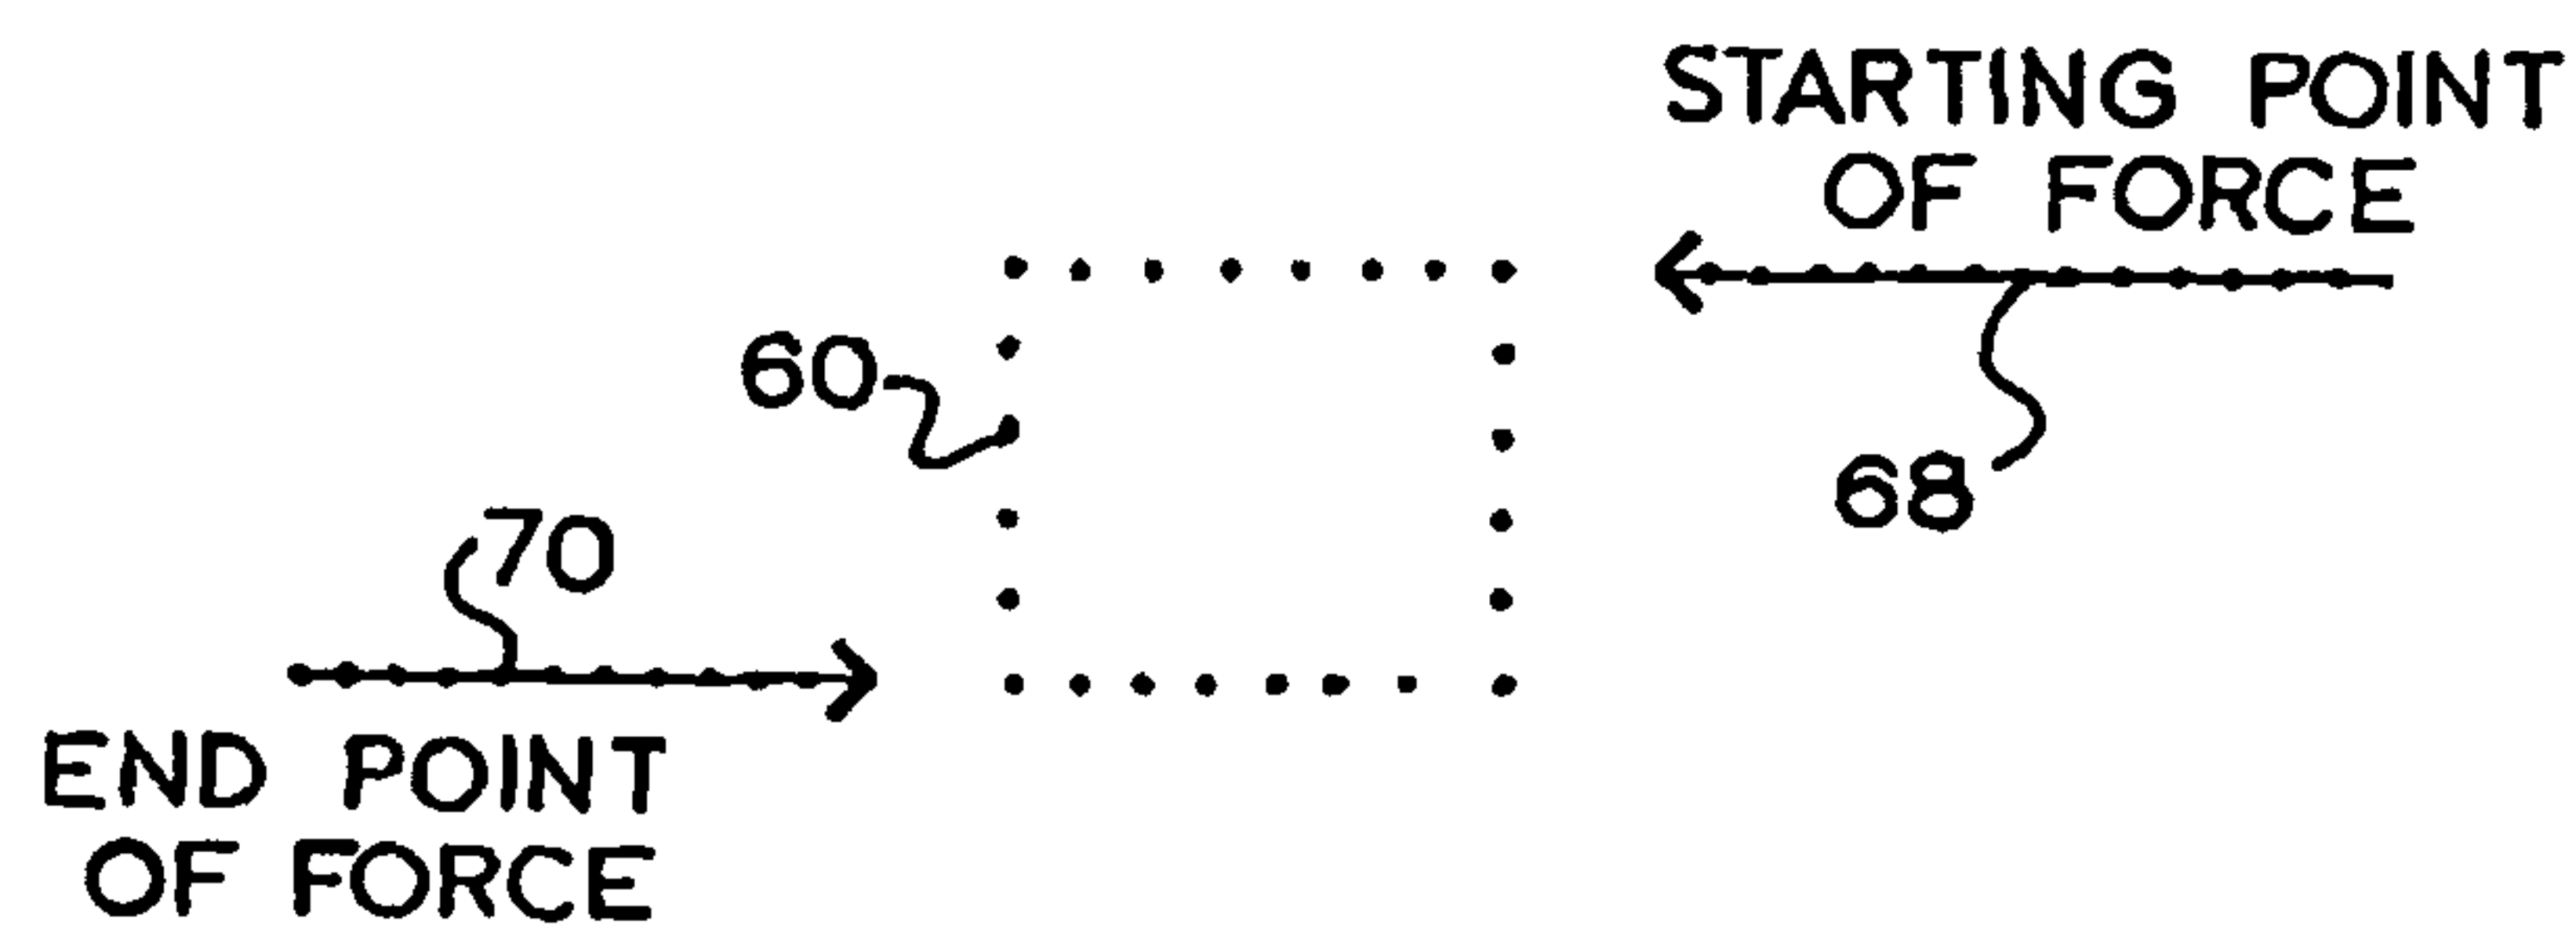 STARTING POINT
OF FORCE
60
68
70
END POINT
OF FORCE